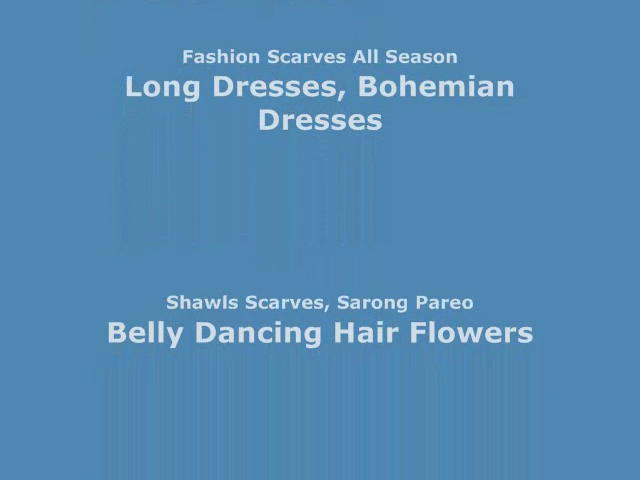 Fashion Scarves All Season
Long Dresses, Bohemian
Dresses
Shawls Scarves, Sarong Pareo
Belly Dancing Hair Flowers